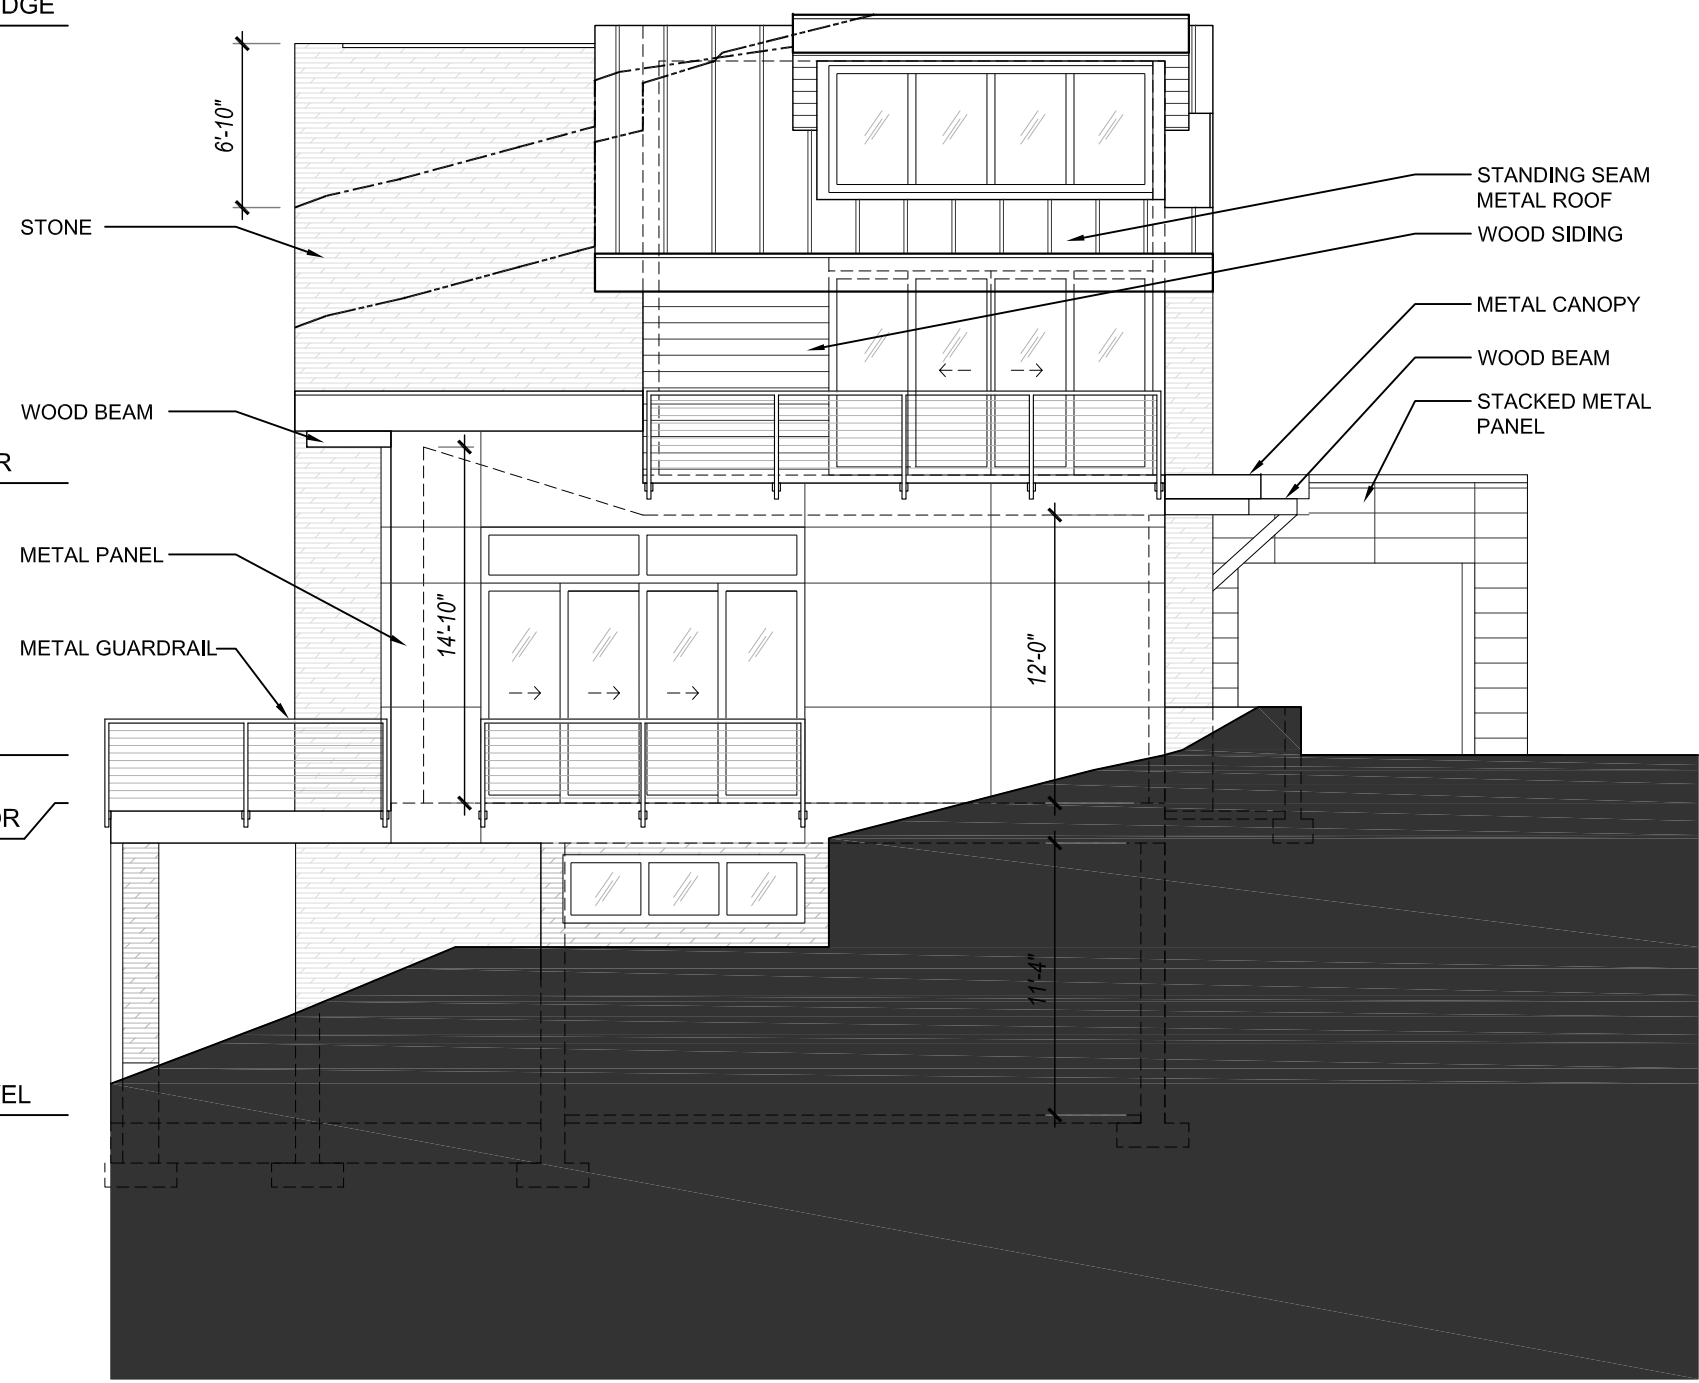 DGE
6'-10"
STONE
STANDING SEAM
METAL ROOF
WOOD SIDING
METAL CANOPY
WOOD BEAM
STACKED METAL
PANEL
WOOD BEAM
R
METAL PANEL
14'-10"
12'-0"
METAL GUARDRAIL
OR
11'-4"
EL